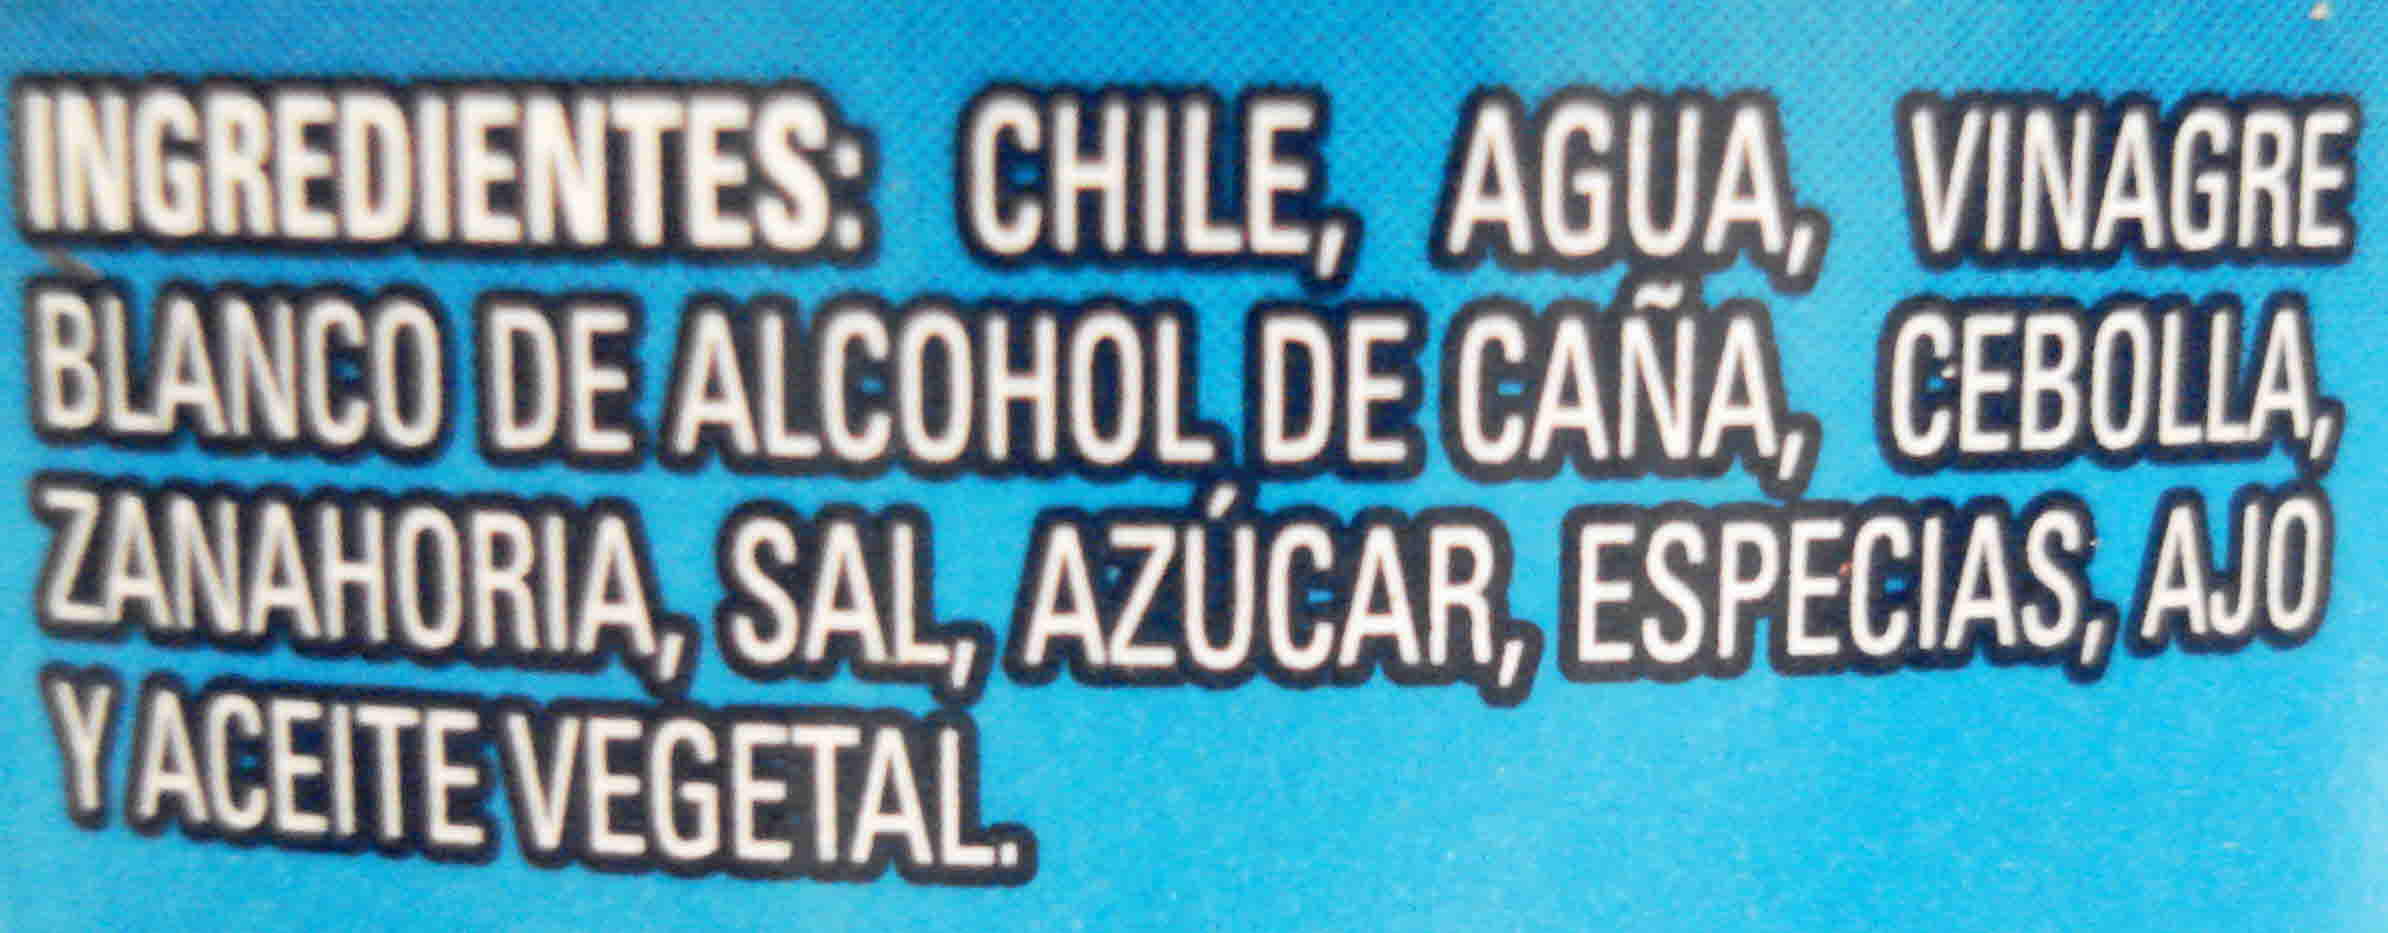 INGREDIENTES: CHILE, AGUA, VINAGRE
BLANCO DE ALCOHOL DE CAÑA, CEBOLLA,
ZANAHORIA, SAL, AZÚCAR, ESPECIAS, AJO
Y ACEITE VEGETAL.